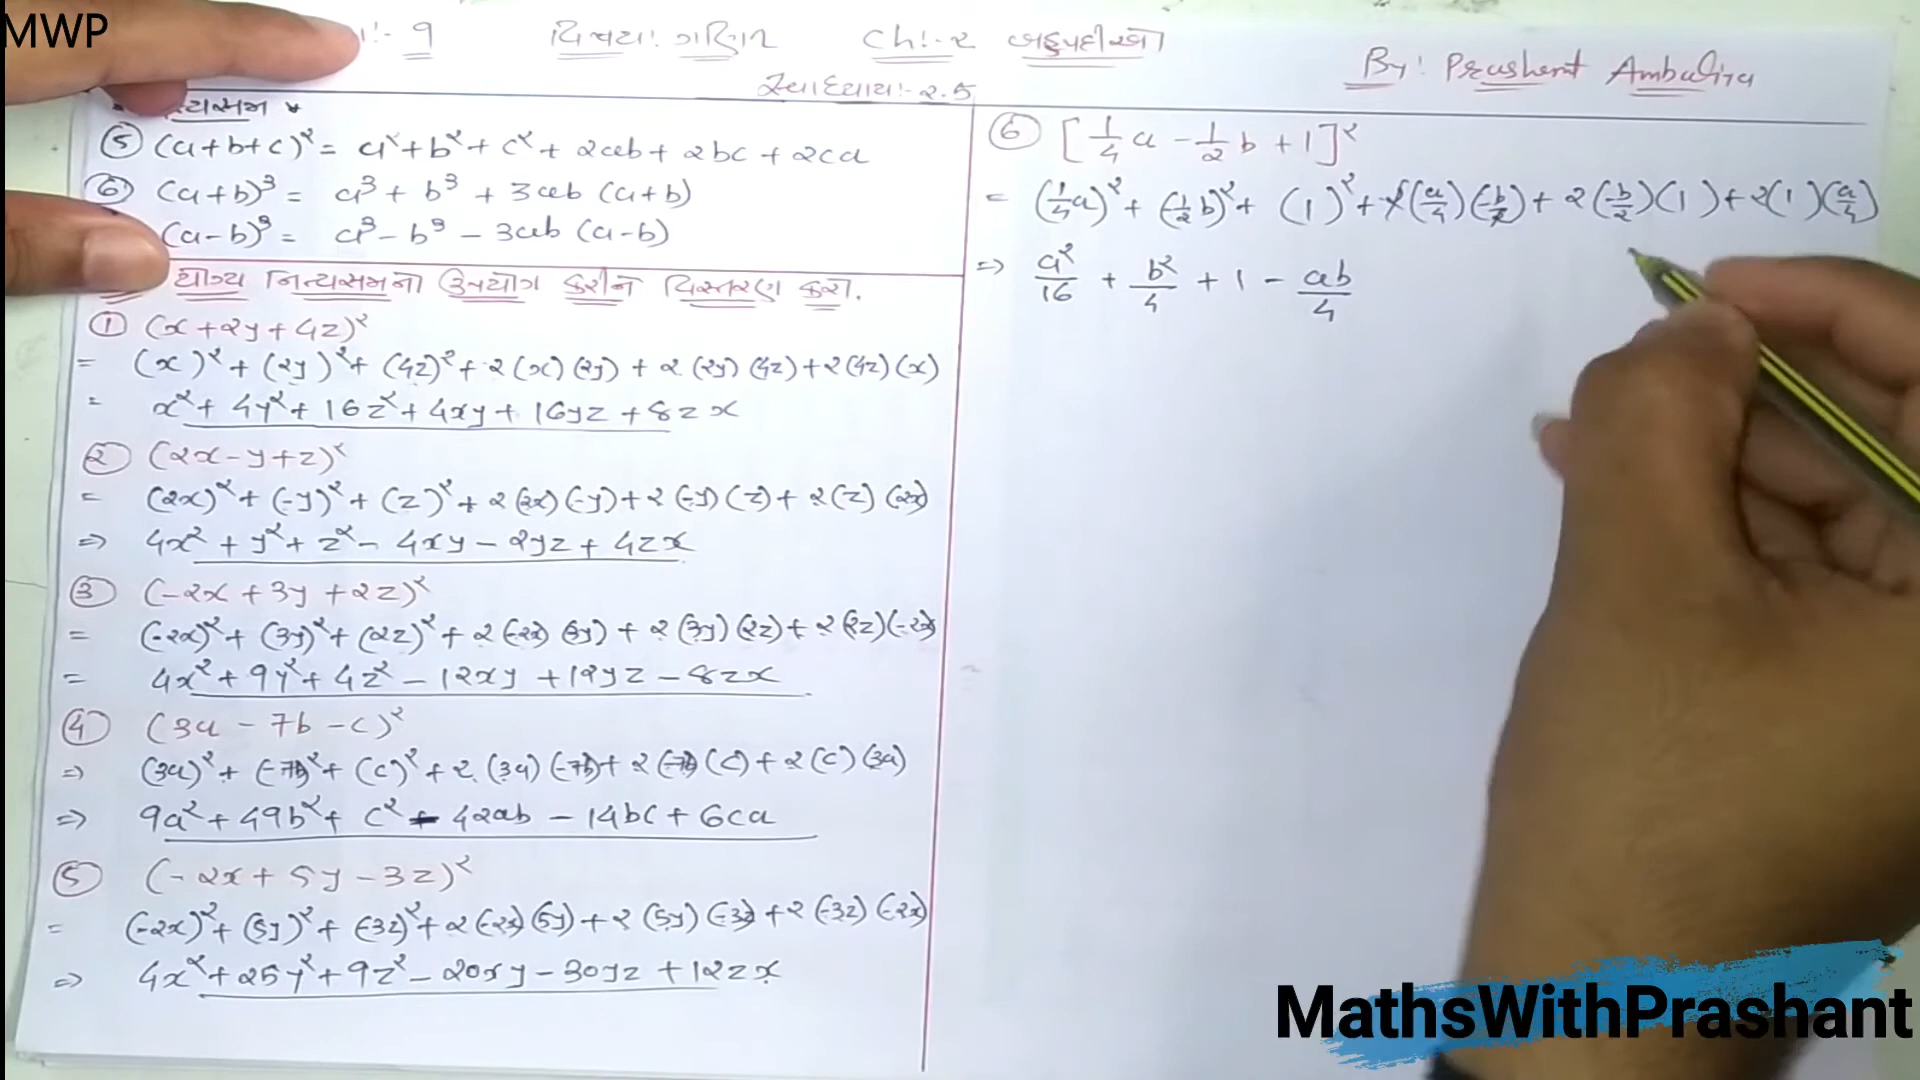 MWP
:- ૧ વિષય: ગણિત Ch:-૨ બહુપદીઓ
By: Prashant Ambaliya
સ્વાધ્યાય:- ૨.5
ત્યસમ *
⑤ (a+b+c)² = a²+b²+c²+2ab+2bc+2ca
⑥ (a+b)³ = a³+b³+3ab(a+b)
(a-b)³ = a³-b³-3ab(a-b)
યોગ્ય નિત્યસમનો ઉપયોગ કરીને વિસ્તરણ કરો.
① (x+2y+4z)²
= (x)²+(2y)²+(4z)²+2(x)(2y)+2(2y)(4z)+2(4z)(x)
= x²+4y²+16z²+4xy+16yz+8zx
② (2x-y+z)²
= (2x)²+(-y)²+(z)²+2(2x)(-y)+2(-y)(z)+2(z)(2x)
⇒ 4x²+y²+z²-4xy-2yz+4zx
③ (-2x+3y+2z)²
= (-2x)²+(3y)²+(2z)²+2(-2x)(3y)+2(3y)(2z)+2(2z)(-2x)
= 4x²+9y²+4z²-12xy+12yz-8zx
④ (3a-7b-c)²
⇒ (3a)²+(-7b)²+(c)²+2(3a)(-7b)+2(-7b)(c)+2(c)(3a)
⇒ 9a²+49b²+c²-42ab-14bc+6ca
⑤ (-2x+5y-3z)²
= (-2x)²+(5y)²+(-3z)²+2(-2x)(5y)+2(5y)(-3z)+2(-3z)(-2x)
⇒ 4x²+25y²+9z²-20xy-30yz+12zx
⑥ [1/4 a - 1/2 b + 1]²
= (1/4 a)²+(-1/2 b)²+(1)²+2(a/4)(-b/2)+2(-b/2)(1)+2(1)(a/4)
⇒ a²/16 + b²/4 + 1 - ab/4
MathsWithPrashant